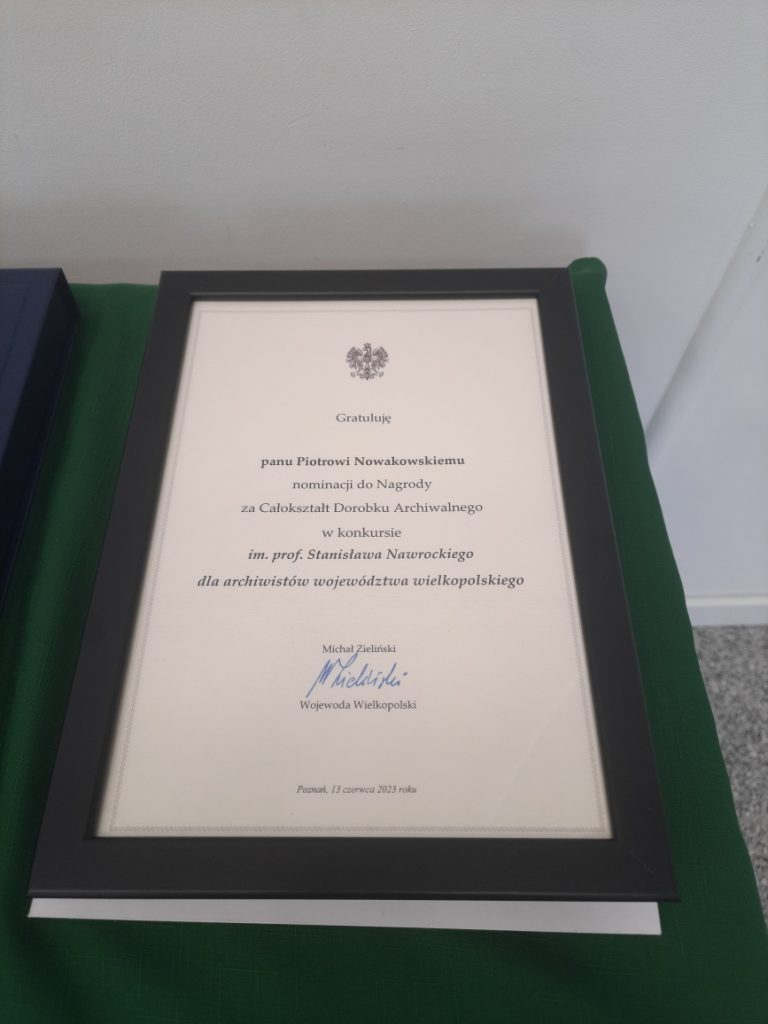 Gratuluję
panu Piotrowi Nowakowskiemu
nominacji do Nagrody
za Całokształt Dorobku Archiwalnego
w konkursie
im. prof. Stanisława Nawrockiego
dla archiwistów województwa wielkopolskiego
Michał Zieliński
M Zieliński
Wojewoda Wielkopolski
Poznań, 13 czerwca 2023 roku